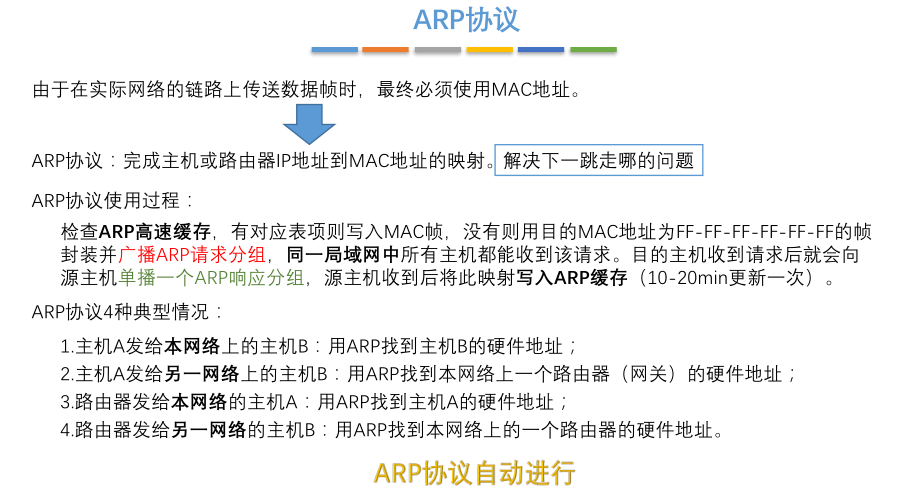 ARP协议
由于在实际网络的链路上传送数据帧时，最终必须使用MAC地址。
ARP协议：完成主机或路由器IP地址到MAC地址的映射。解决下一跳走哪的问题
ARP协议使用过程：
检查ARP高速缓存，有对应表项则写入MAC帧，没有则用目的MAC地址为FF-FF-FF-FF-FF-FF的帧
封装并广播ARP请求分组，同一局域网中所有主机都能收到该请求。目的主机收到请求后就会向
源主机单播一个ARP响应分组，源主机收到后将此映射写入ARP缓存（10-20min更新一次）。
ARP协议4种典型情况：
1.主机A发给本网络上的主机B：用ARP找到主机B的硬件地址；
2.主机A发给另一网络上的主机B：用ARP找到本网络上一个路由器（网关）的硬件地址；
3.路由器发给本网络的主机A：用ARP找到主机A的硬件地址；
4.路由器发给另一网络的主机B：用ARP找到本网络上的一个路由器的硬件地址。
ARP协议自动进行